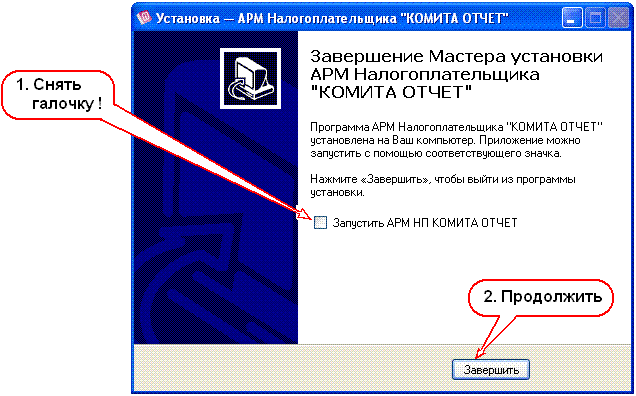 Установка — АРМ Налогоплательщика "КОМИТА ОТЧЕТ"
1. Снять
галочку !
Завершение Мастера установки
АРМ Налогоплательщика
"КОМИТА ОТЧЕТ"
Программа АРМ Налогоплательщика "КОМИТА ОТЧЕТ"
установлена на Ваш компьютер. Приложение можно
запустить с помощью соответствующего значка.
Нажмите «Завершить», чтобы выйти из программы
установки.
Запустить АРМ НП КОМИТА ОТЧЕТ
2. Продолжить
Завершить